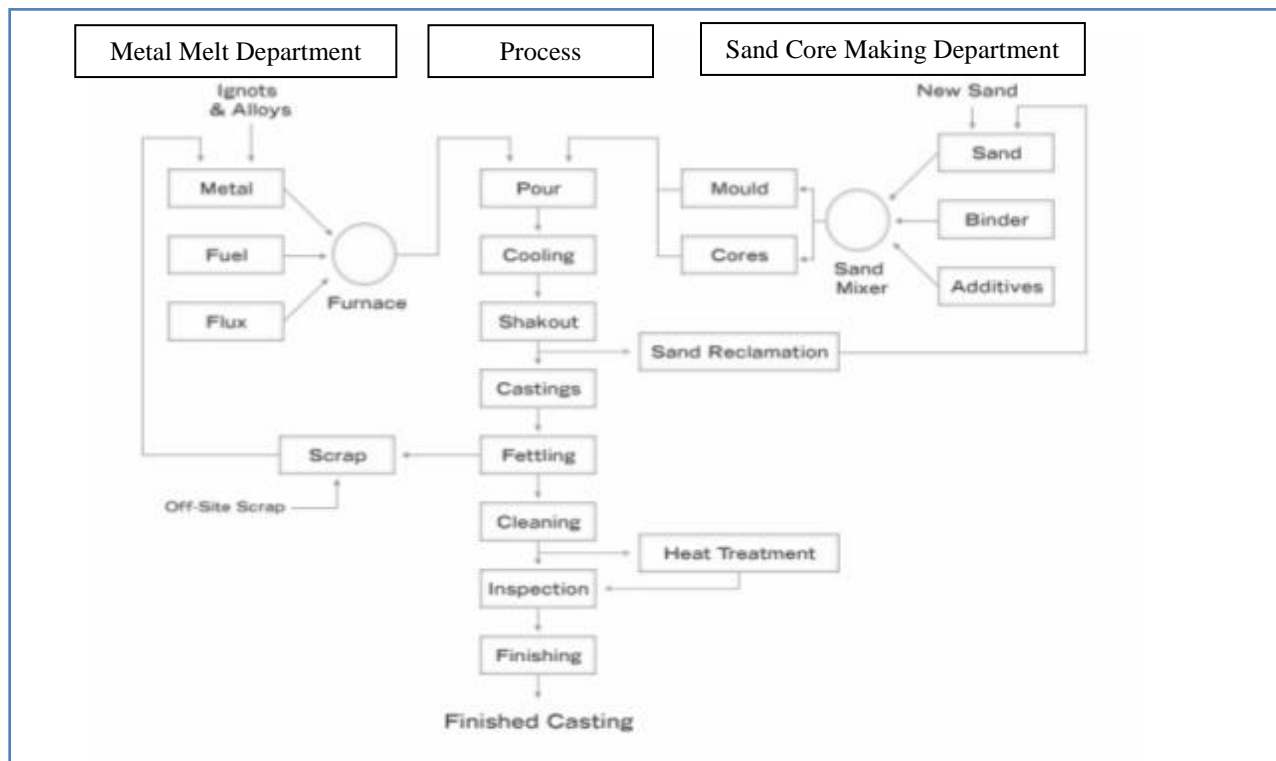 Metal Melt Department
Process
Sand Core Making Department
Ignots
& Alloys
New Sand
Metal
Pour
Mould
Sand
Fuel
Cooling
Cores
Binder
Furnace
Sand
Mixer
Additives
Flux
Shakout
Sand Reclamation
Castings
Scrap
Fettling
Off-Site Scrap
Cleaning
Heat Treatment
Inspection
Finishing
Finished Casting